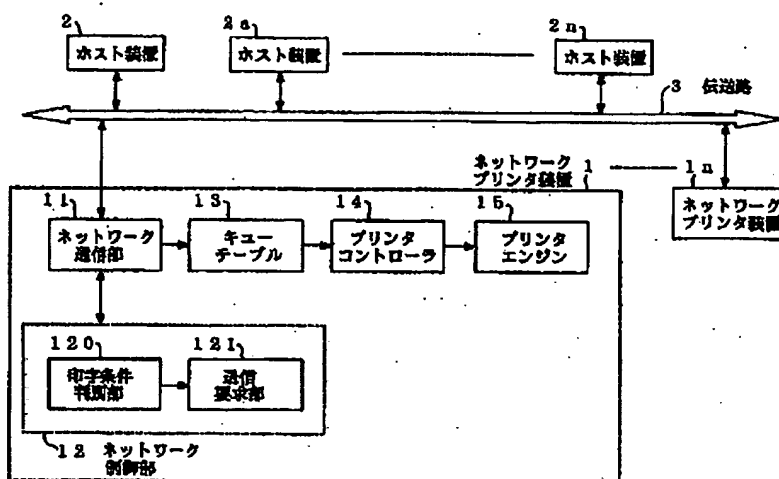 2 2a 2n
ホスト装置 ホスト装置 ホスト装置
3 伝送路
ネットワーク
プリンタ装置 1 1n
11 13 14 15
ネットワーク
通信部
キュー
テーブル
プリンタ
コントローラ
プリンタ
エンジン
ネットワーク
プリンタ装置
120 121
印字条件
判別部
送信
要求部
12 ネットワーク
制御部